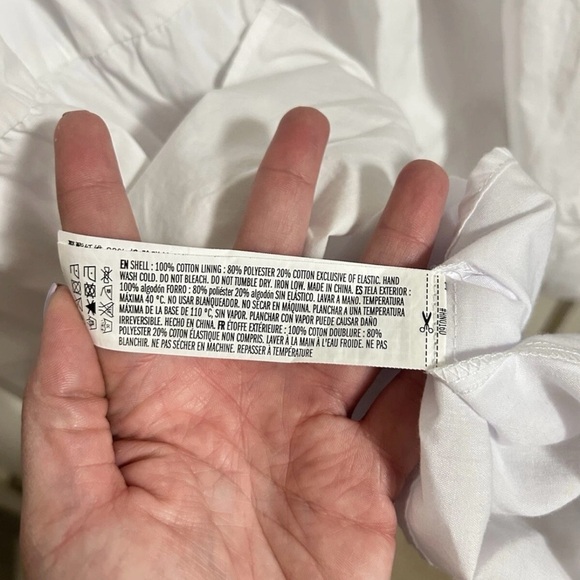 EN SHELL : 100% COTTON LINING : 80% POLYESTER 20% COTTON EXCLUSIVE OF ELASTIC. HAND
WASH COLD. DO NOT BLEACH. DO NOT TUMBLE DRY. IRON LOW. MADE IN CHINA. ES TELA EXTERIOR :
100% algodón FORRO : 80% poliéster 20% algodón SIN ELÁSTICO. LAVAR A MANO. TEMPERATURA
MÁXIMA 40 °C. NO USAR BLANQUEADOR. NO SECAR EN MÁQUINA. PLANCHAR A UNA TEMPERATURA
MÁXIMA DE LA BASE DE 110 °C, SIN VAPOR. PLANCHAR CON VAPOR PUEDE CAUSAR DAÑO
IRREVERSIBLE. HECHO EN CHINA. FR ÉTOFFE EXTÉRIEURE : 100% COTON DOUBLURE : 80%
POLYESTER 20% COTON ÉLASTIQUE NON COMPRIS. LAVER À LA MAIN À L'EAU FROIDE. NE PAS
BLANCHIR. NE PAS SÉCHER EN MACHINE. REPASSER À TEMPÉRATURE